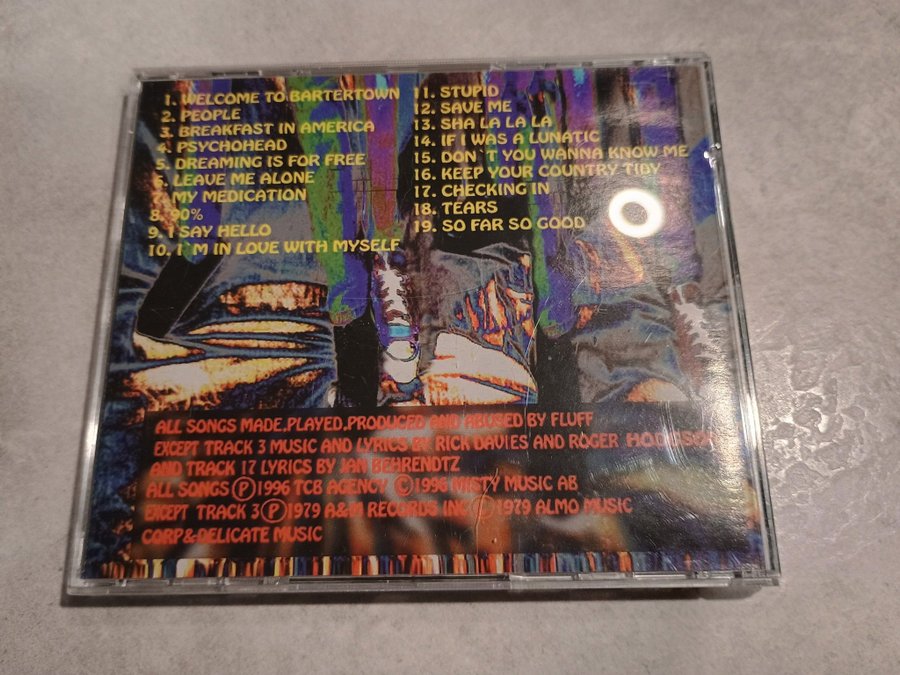 1. WELCOME TO BARTERTOWN
2. PEOPLE
3. BREAKFAST IN AMERICA
4. PSYCHOHEAD
5. DREAMING IS FOR FREE
6. LEAVE ME ALONE
7. MY MEDICATION
8. 90%
9. I SAY HELLO
10. I`M IN LOVE WITH MYSELF
11. STUPID
12. SAVE ME
13. SHA LA LA LA
14. IF I WAS A LUNATIC
15. DON`T YOU WANNA KNOW ME
16. KEEP YOUR COUNTRY TIDY
17. CHECKING IN
18. TEARS
19. SO FAR SO GOOD
ALL SONGS MADE,PLAYED,PRODUCED AND ABUSED BY FLUFF
EXCEPT TRACK 3 MUSIC AND LYRICS BY RICK DAVIES AND ROGER HODGSON
AND TRACK 17 LYRICS BY JAN BEHRENDTZ
ALL SONGS Ⓟ1996 TCB AGENCY ©1996 MISTY MUSIC AB
EXCEPT TRACK 3Ⓟ1979 A&M RECORDS INC ©1979 ALMO MUSIC
CORP&DELICATE MUSIC